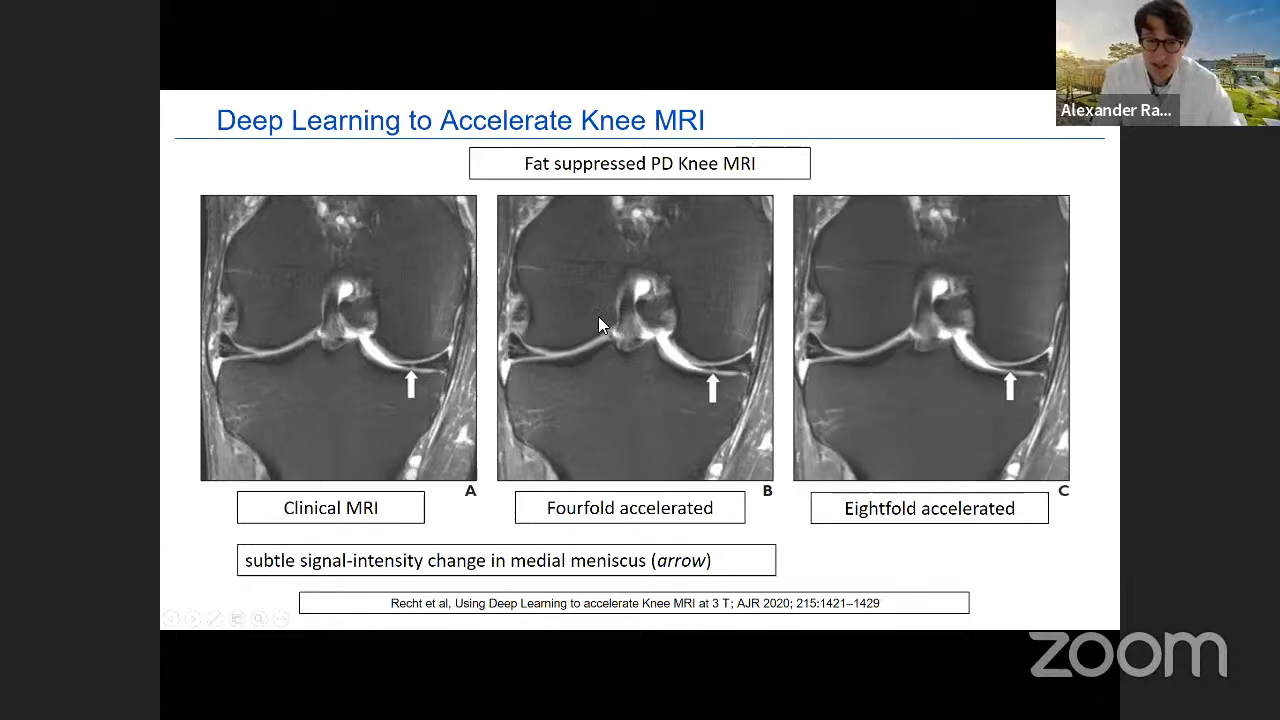 Alexander Ra...
Deep Learning to Accelerate Knee MRI
Fat suppressed PD Knee MRI
A
B
C
Clinical MRI
Fourfold accelerated
Eightfold accelerated
subtle signal-intensity change in medial meniscus (arrow)
Recht et al, Using Deep Learning to accelerate Knee MRI at 3 T; AJR 2020; 215:1421–1429
zoom